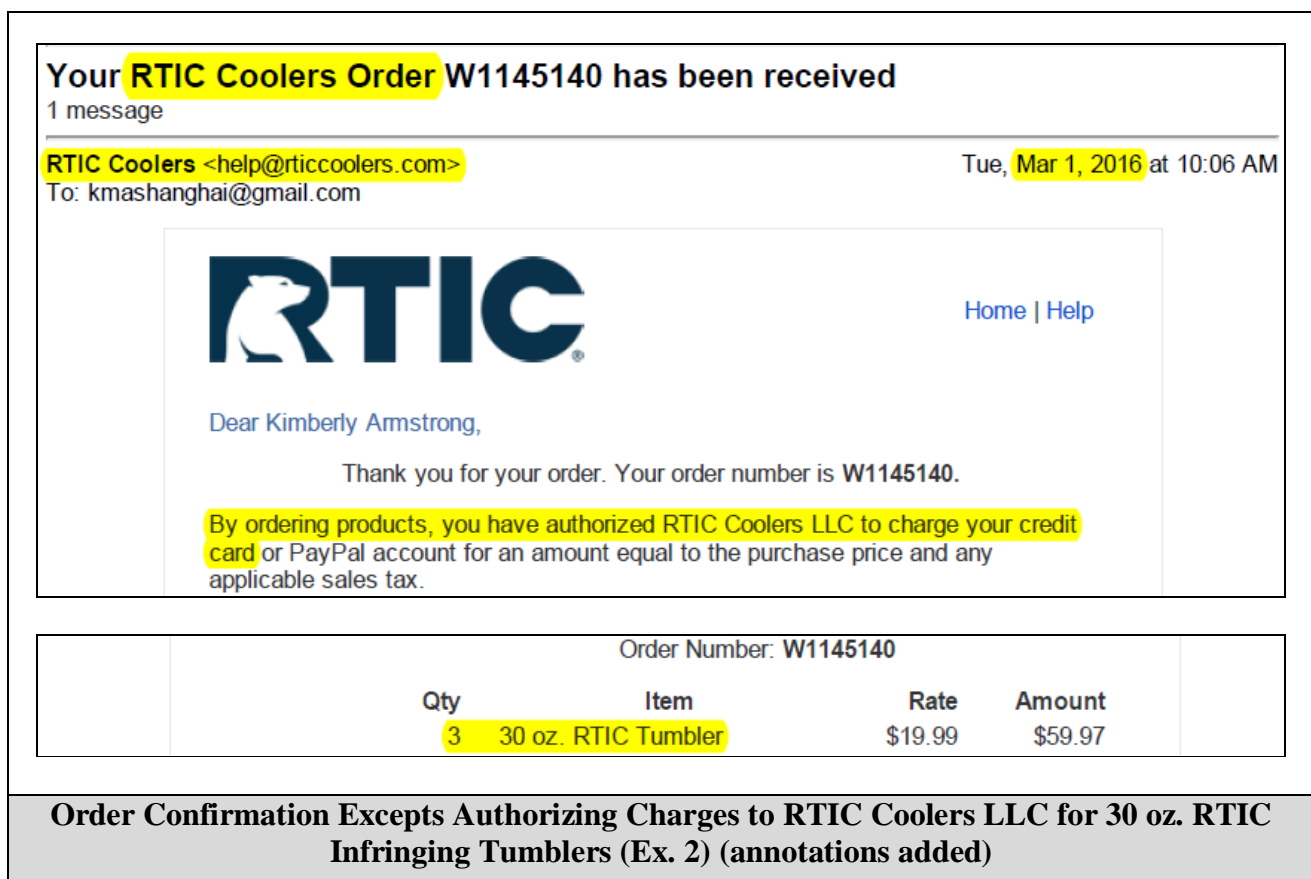 Your RTIC Coolers Order W1145140 has been received
1 message
RTIC Coolers <help@rticcoolers.com>
Tue, Mar 1, 2016 at 10:06 AM
To: kmashanghai@gmail.com
RTIC®
Home | Help
Dear Kimberly Armstrong,
Thank you for your order. Your order number is W1145140.
By ordering products, you have authorized RTIC Coolers LLC to charge your credit
card or PayPal account for an amount equal to the purchase price and any
applicable sales tax.
Order Number: W1145140
Qty Item Rate Amount
3 30 oz. RTIC Tumbler $19.99 $59.97
Order Confirmation Excepts Authorizing Charges to RTIC Coolers LLC for 30 oz. RTIC
Infringing Tumblers (Ex. 2) (annotations added)